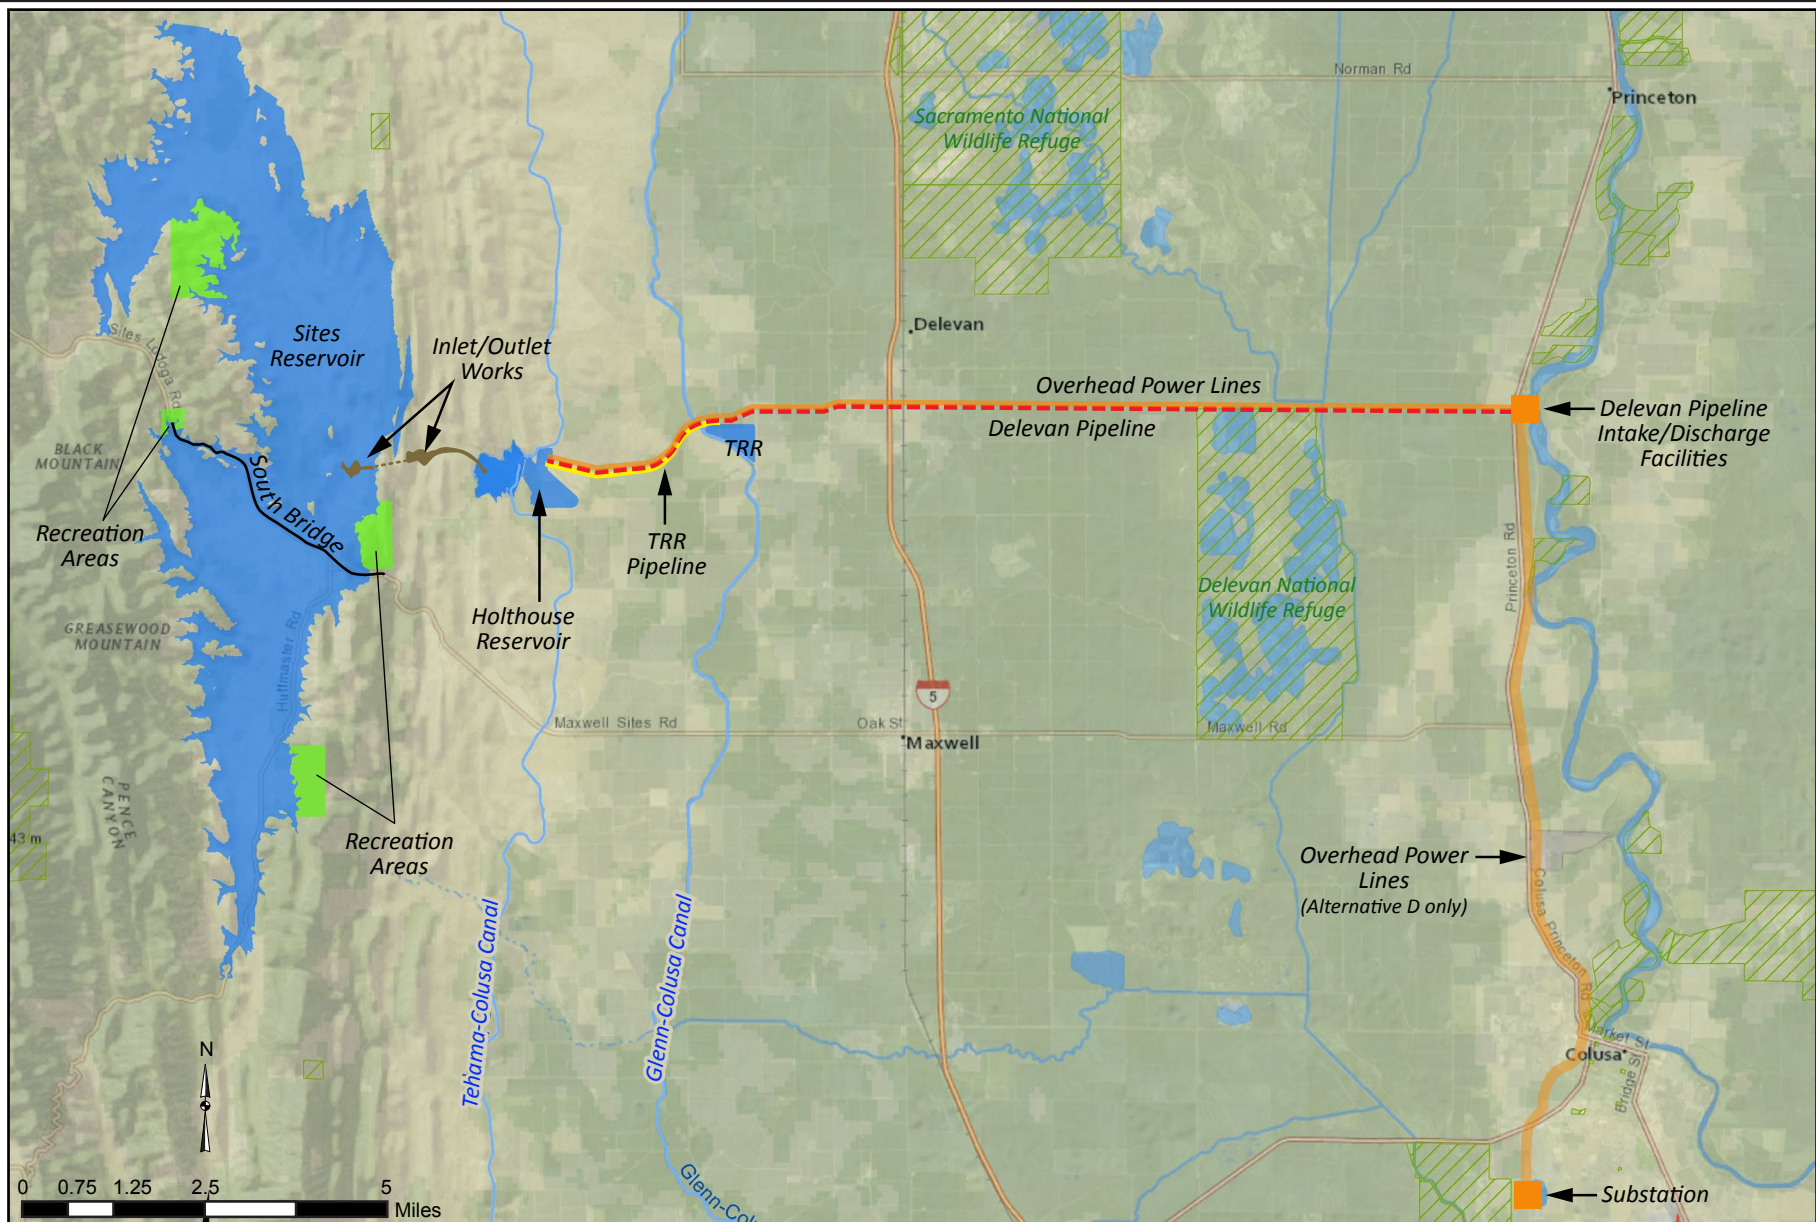 Norman Rd
Princeton
Sacramento National
Wildlife Refuge
Delevan
Sites Lodoga Rd
Sites
Reservoir
Inlet/Outlet
Works
Overhead Power Lines
Delevan Pipeline
TRR
Delevan Pipeline
Intake/Discharge
Facilities
BLACK
MOUNTAIN
South Bridge
Recreation
Areas
TRR
Pipeline
Holthouse
Reservoir
Princeton Rd
Delevan National
Wildlife Refuge
GREASEWOOD
MOUNTAIN
Huffmaster Rd
5
Maxwell Sites Rd
Oak St
Maxwell
Maxwell Rd
PENCE
CANYON
43 m
Recreation
Areas
Overhead Power
Lines
(Alternative D only)
Colusa Princeton Rd
Tehama-Colusa Canal
Glenn-Colusa Canal
Market St
Colusa
Bridge St
N
Glenn-Colu
Substation
0 0.75 1.25 2.5 5
Miles